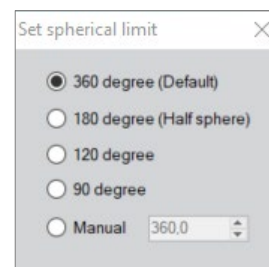 Set spherical limit
360 degree (Default)
180 degree (Half sphere)
120 degree
90 degree
Manual 360,0